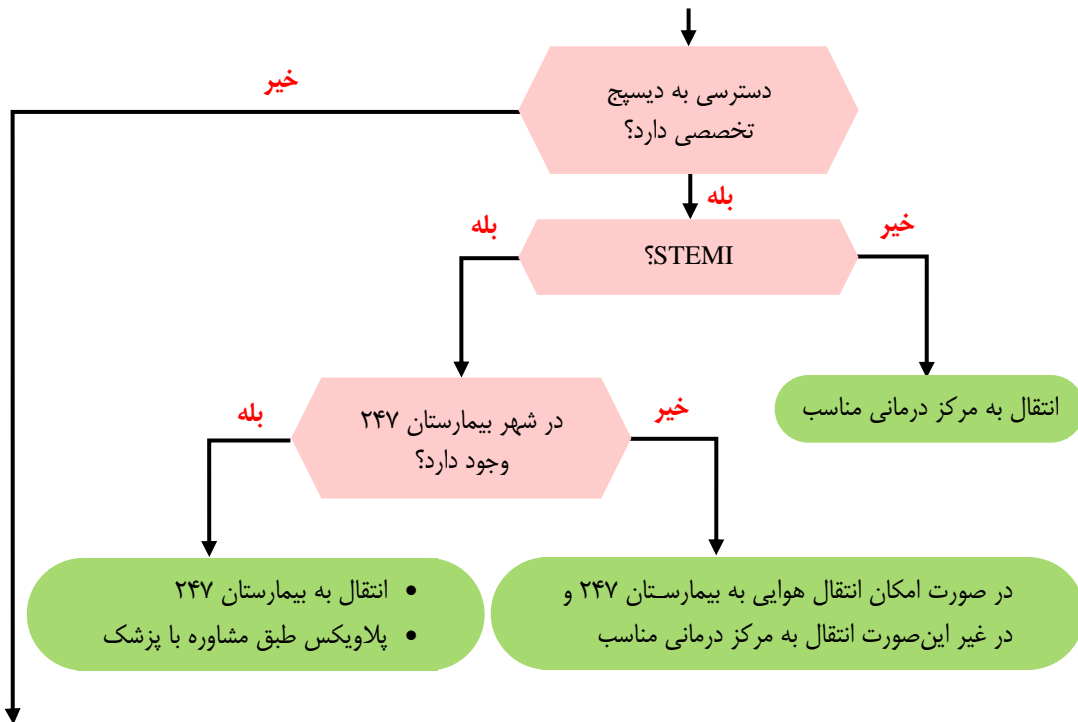 دسترسی به دیسپچ
تخصصی دارد؟
خیر
بله
STEMI؟
خیر
بله
انتقال به مرکز درمانی مناسب
در شهر بیمارستان ۲۴۷
وجود دارد؟
خیر
بله
در صورت امکان انتقال هوایی به بیمارستان ۲۴۷ و
در غیر این‌صورت انتقال به مرکز درمانی مناسب
• انتقال به بیمارستان ۲۴۷
• پلاویکس طبق مشاوره با پزشک